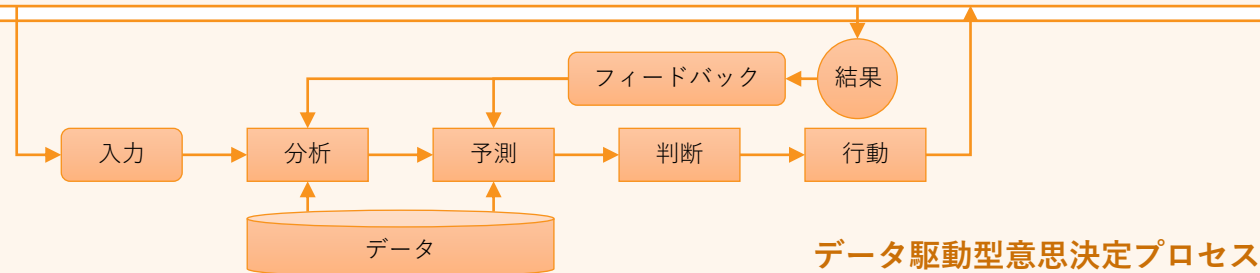 フィードバック
結果
入力
分析
予測
判断
行動
データ
データ駆動型意思決定プロセス